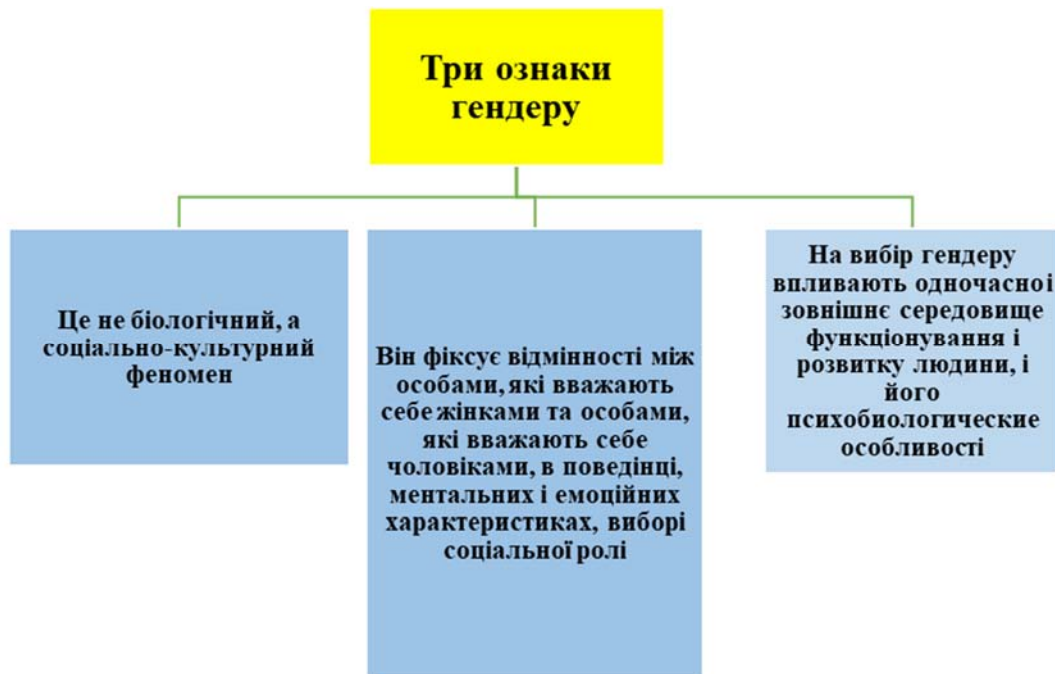 Три ознаки
гендеру
Це не біологічний, а
соціально-культурний
феномен
Він фіксує відмінності між
особами, які вважають
себе жінками та особами,
які вважають себе
чоловіками, в поведінці,
ментальних і емоційних
характеристиках, виборі
соціальної ролі
На вибір гендеру
впливають одночасно і
зовнішнє середовище
функціонування і
розвитку людини, і
його
психобиологические
особливості